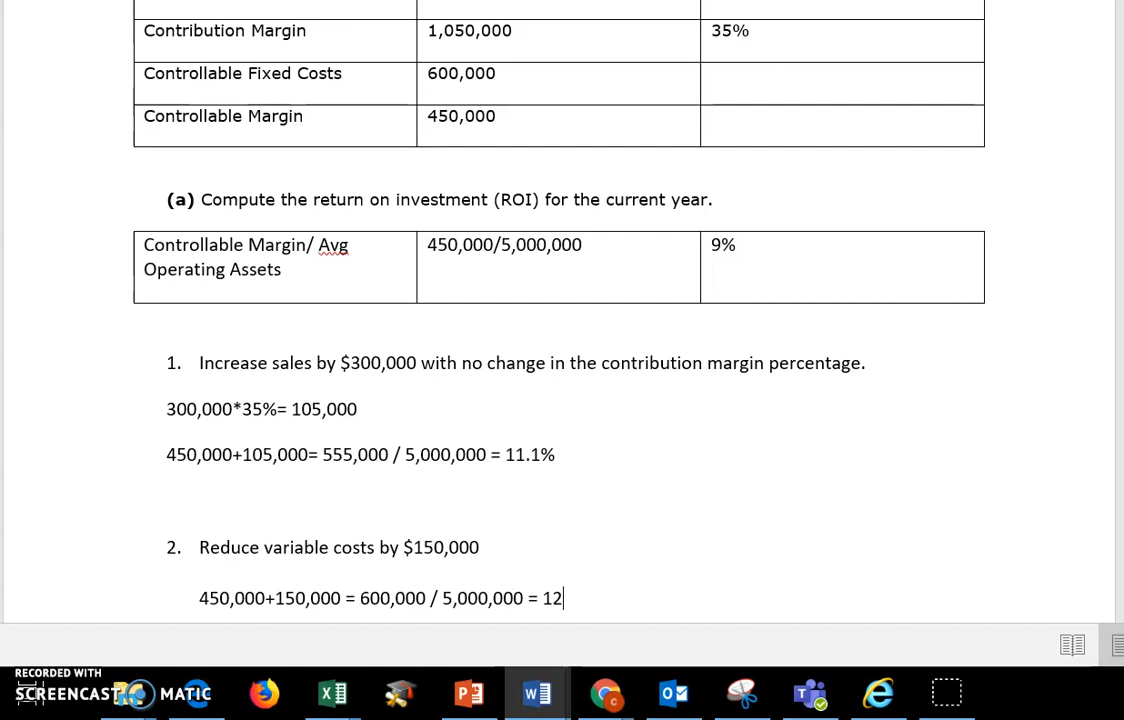 Contribution Margin 1,050,000 35%
Controllable Fixed Costs 600,000
Controllable Margin 450,000
(a) Compute the return on investment (ROI) for the current year.
Controllable Margin/ Avg 450,000/5,000,000 9%
Operating Assets
1. Increase sales by $300,000 with no change in the contribution margin percentage.
300,000*35%= 105,000
450,000+105,000= 555,000 / 5,000,000 = 11.1%
2. Reduce variable costs by $150,000
450,000+150,000 = 600,000 / 5,000,000 = 12
RECORDED WITH
SCREENCAST MATIC